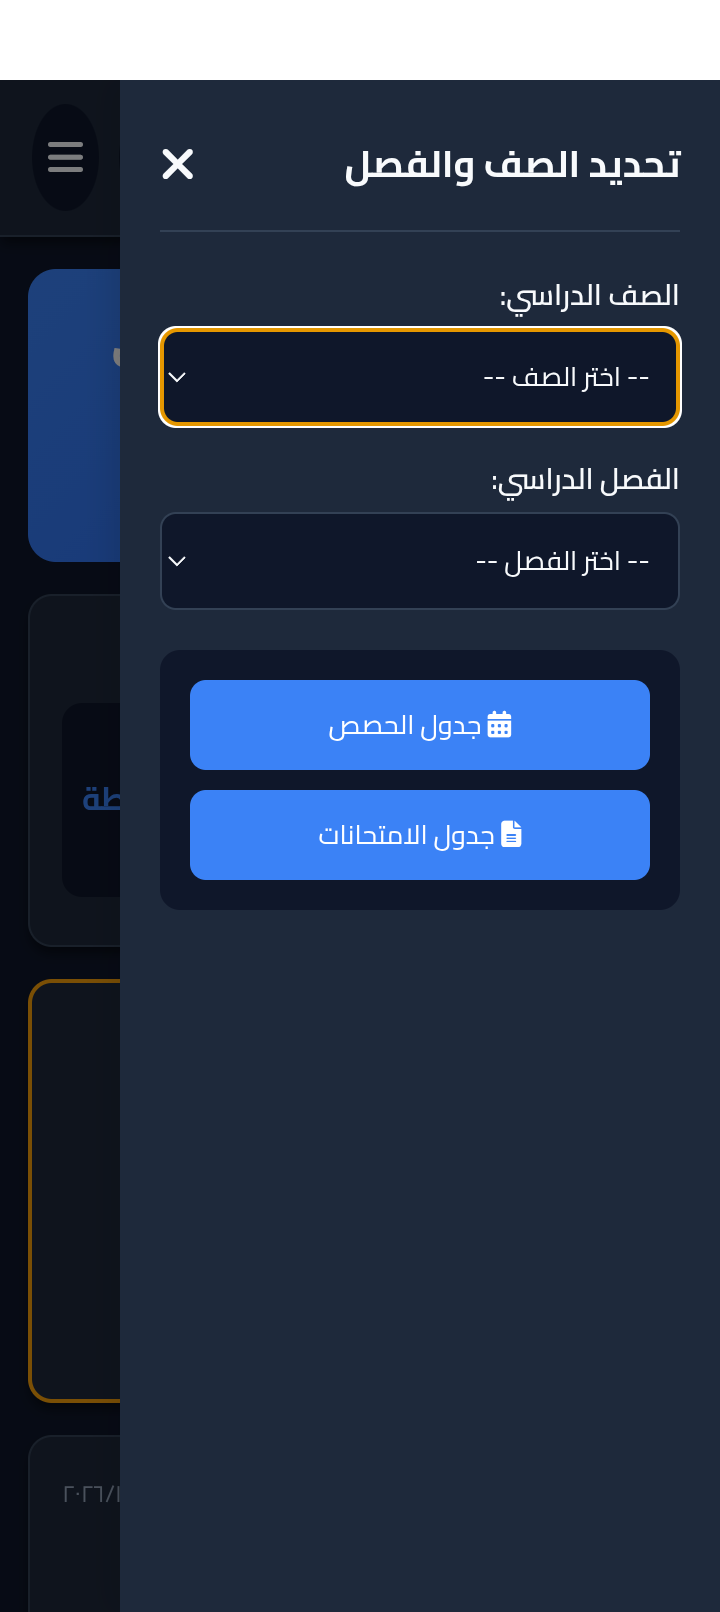 تحديد الصف والفصل
الصف الدراسي:
-- اختر الصف --
الفصل الدراسي:
-- اختر الفصل --
جدول الحصص
جدول الامتحانات